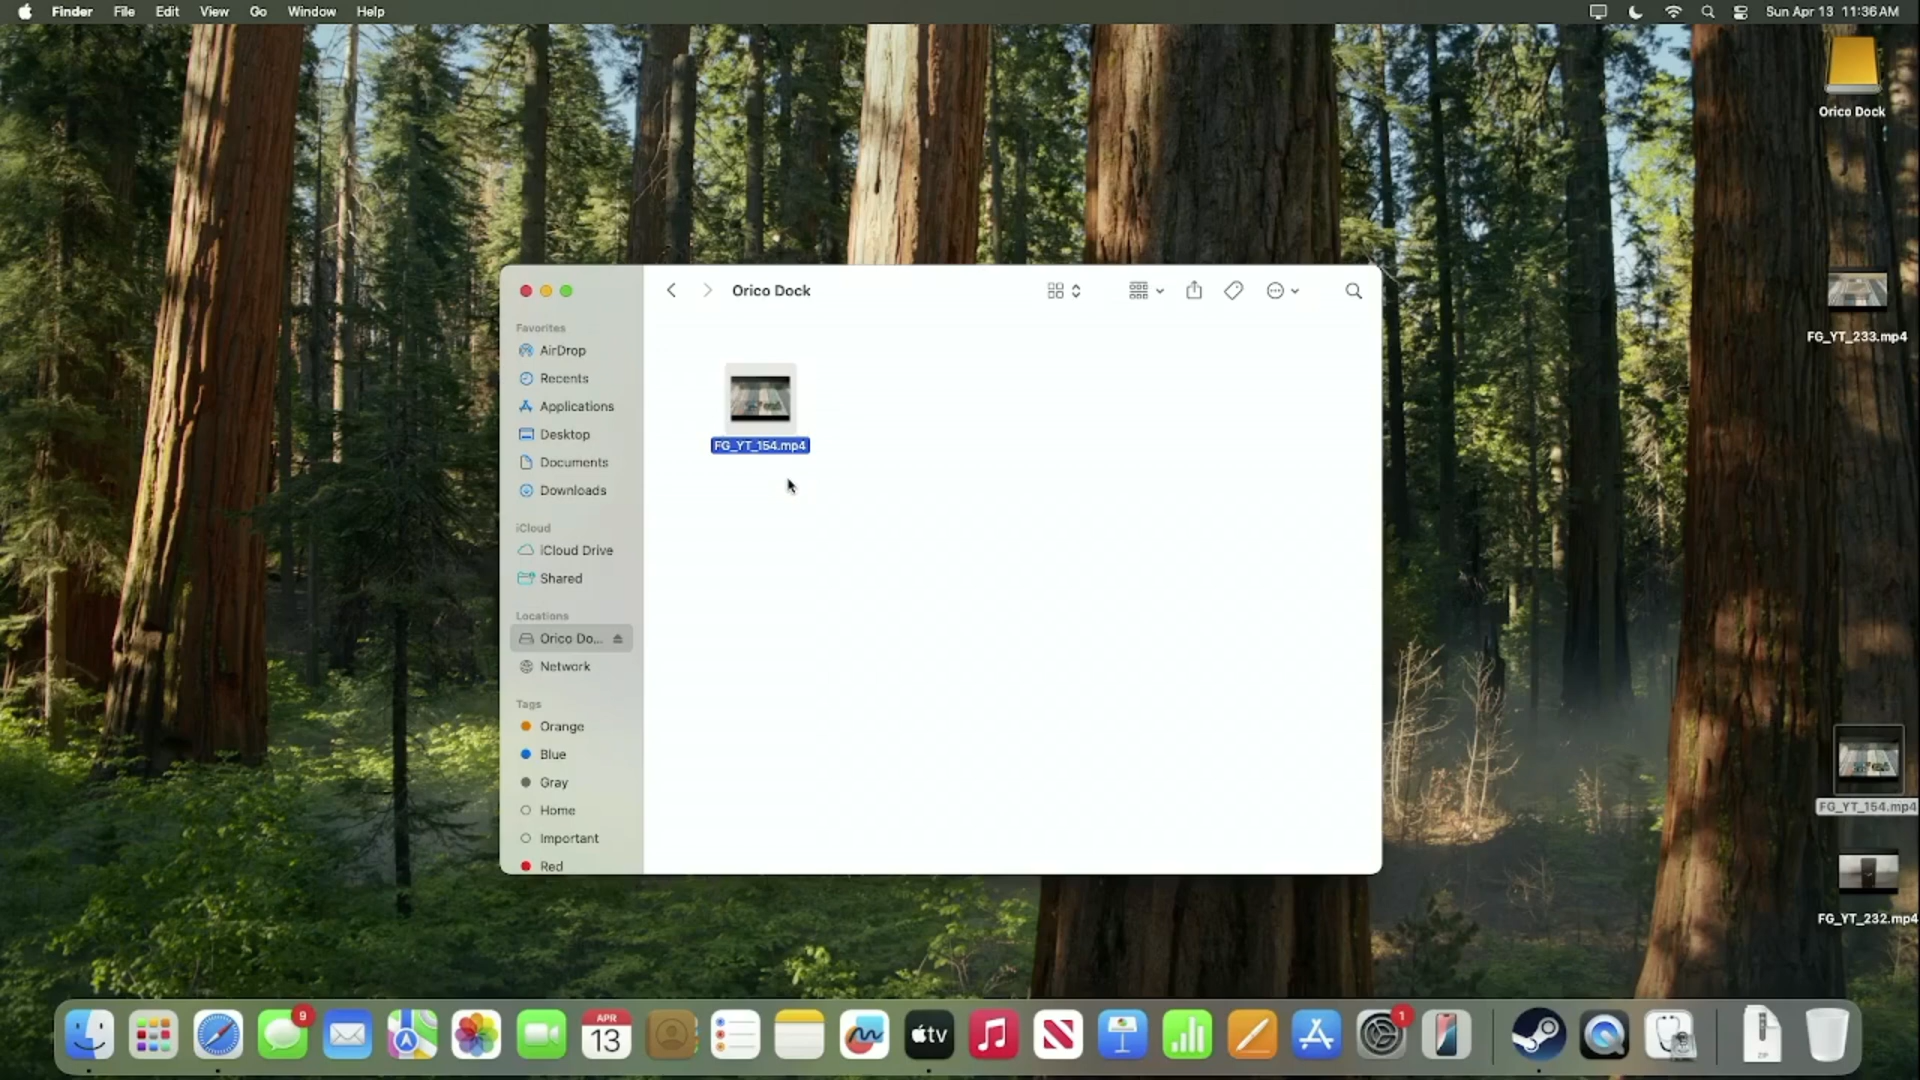 Finder File Edit View Go Window Help
Sun Apr 13 11:36 AM
Orico Dock
FG_YT_233.mp4
Orico Dock
Favorites
AirDrop
Recents
Applications
Desktop
Documents
Downloads
FG_YT_154.mp4
iCloud
iCloud Drive
Shared
Locations
Orico Do...
Network
Tags
Orange
Blue
Gray
Home
Important
Red
FG_YT_154.mp4
FG_YT_232.mp4
9
APR
13
tv
1
ZIP